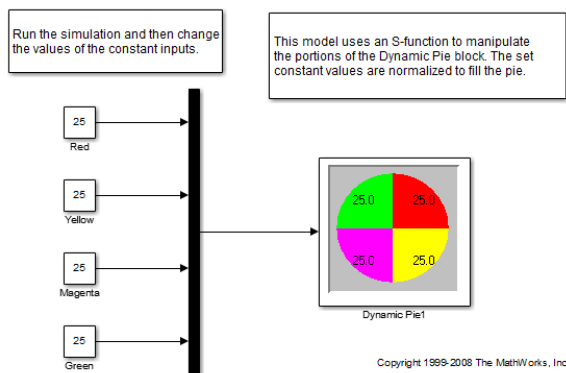 Run the simulation and then change
the values of the constant inputs.
This model uses an S-function to manipulate
the portions of the Dynamic Pie block. The set
constant values are normalized to fill the pie.
25
Red
25
Yellow
25
Magenta
25
Green
25.0 25.0
25.0 25.0
Dynamic Pie1
Copyright 1999-2008 The MathWorks, Inc